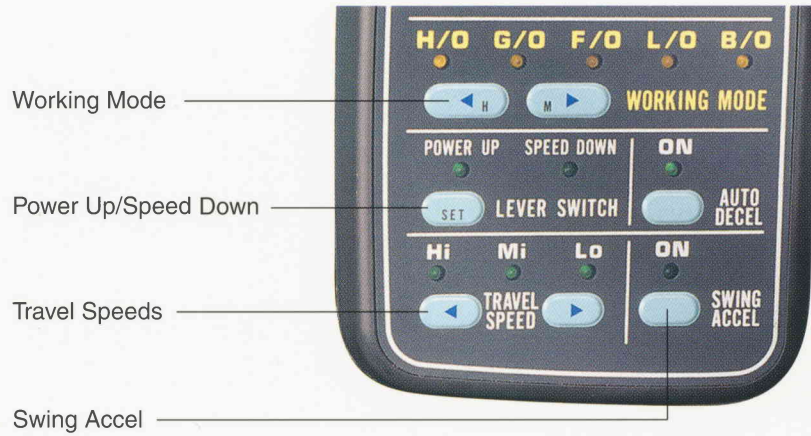 H/O G/O F/O L/O B/O
Working Mode
H M WORKING MODE
POWER UP SPEED DOWN ON
Power Up/Speed Down
SET LEVER SWITCH AUTO
DECEL
Hi Mi Lo ON
Travel Speeds
TRAVEL
SPEED
SWING
ACCEL
Swing Accel